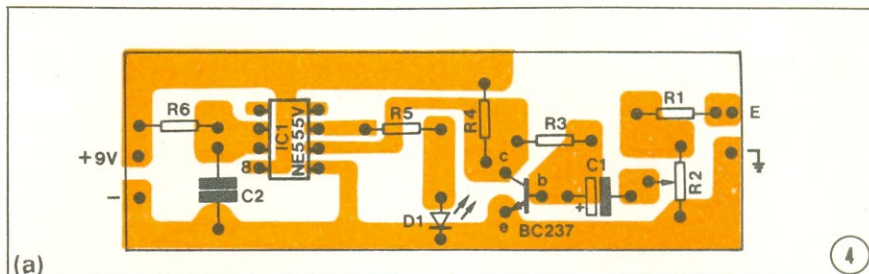 R6
IC1
NE555V
8
R5
R4
R3
R1
E
+9V
−
C2
D1
c
b
e
BC237
C1
+
R2
(a)
4